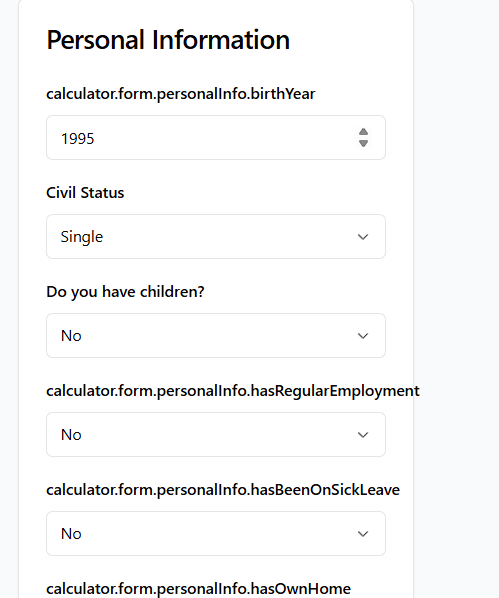 Personal Information
calculator.form.personalInfo.birthYear
1995
Civil Status
Single
Do you have children?
No
calculator.form.personalInfo.hasRegularEmployment
No
calculator.form.personalInfo.hasBeenOnSickLeave
No
calculator.form.personalInfo.hasOwnHome